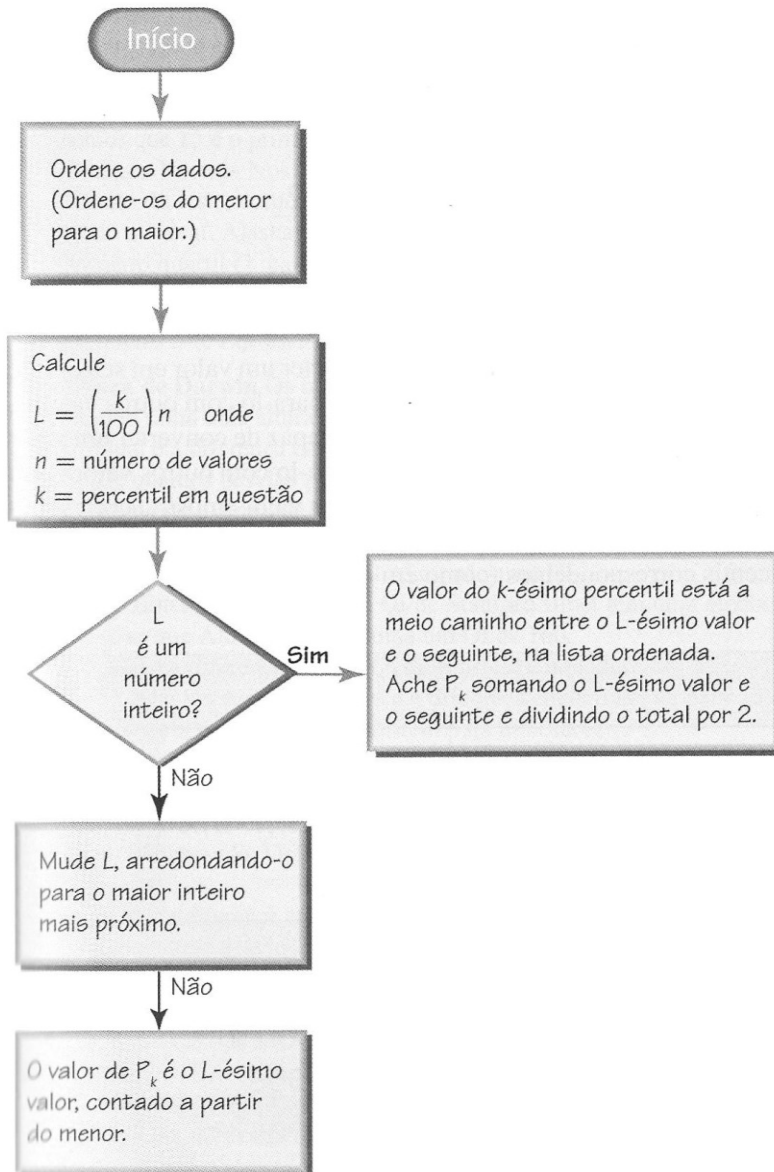 Início
Ordene os dados.
(Ordene-os do menor
para o maior.)
Calcule
L = (k/100) n onde
n = número de valores
k = percentil em questão
L
é um
número
inteiro?
Sim
O valor do k-ésimo percentil está a
meio caminho entre o L-ésimo valor
e o seguinte, na lista ordenada.
Ache Pₖ somando o L-ésimo valor e
o seguinte e dividindo o total por 2.
Não
Mude L, arredondando-o
para o maior inteiro
mais próximo.
Não
O valor de Pₖ é o L-ésimo
valor, contado a partir
do menor.